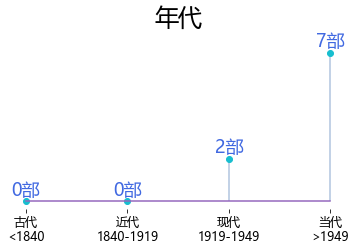 年代
7部
2部
0部 0部
古代 近代 现代 当代
<1840 1840-1919 1919-1949 >1949